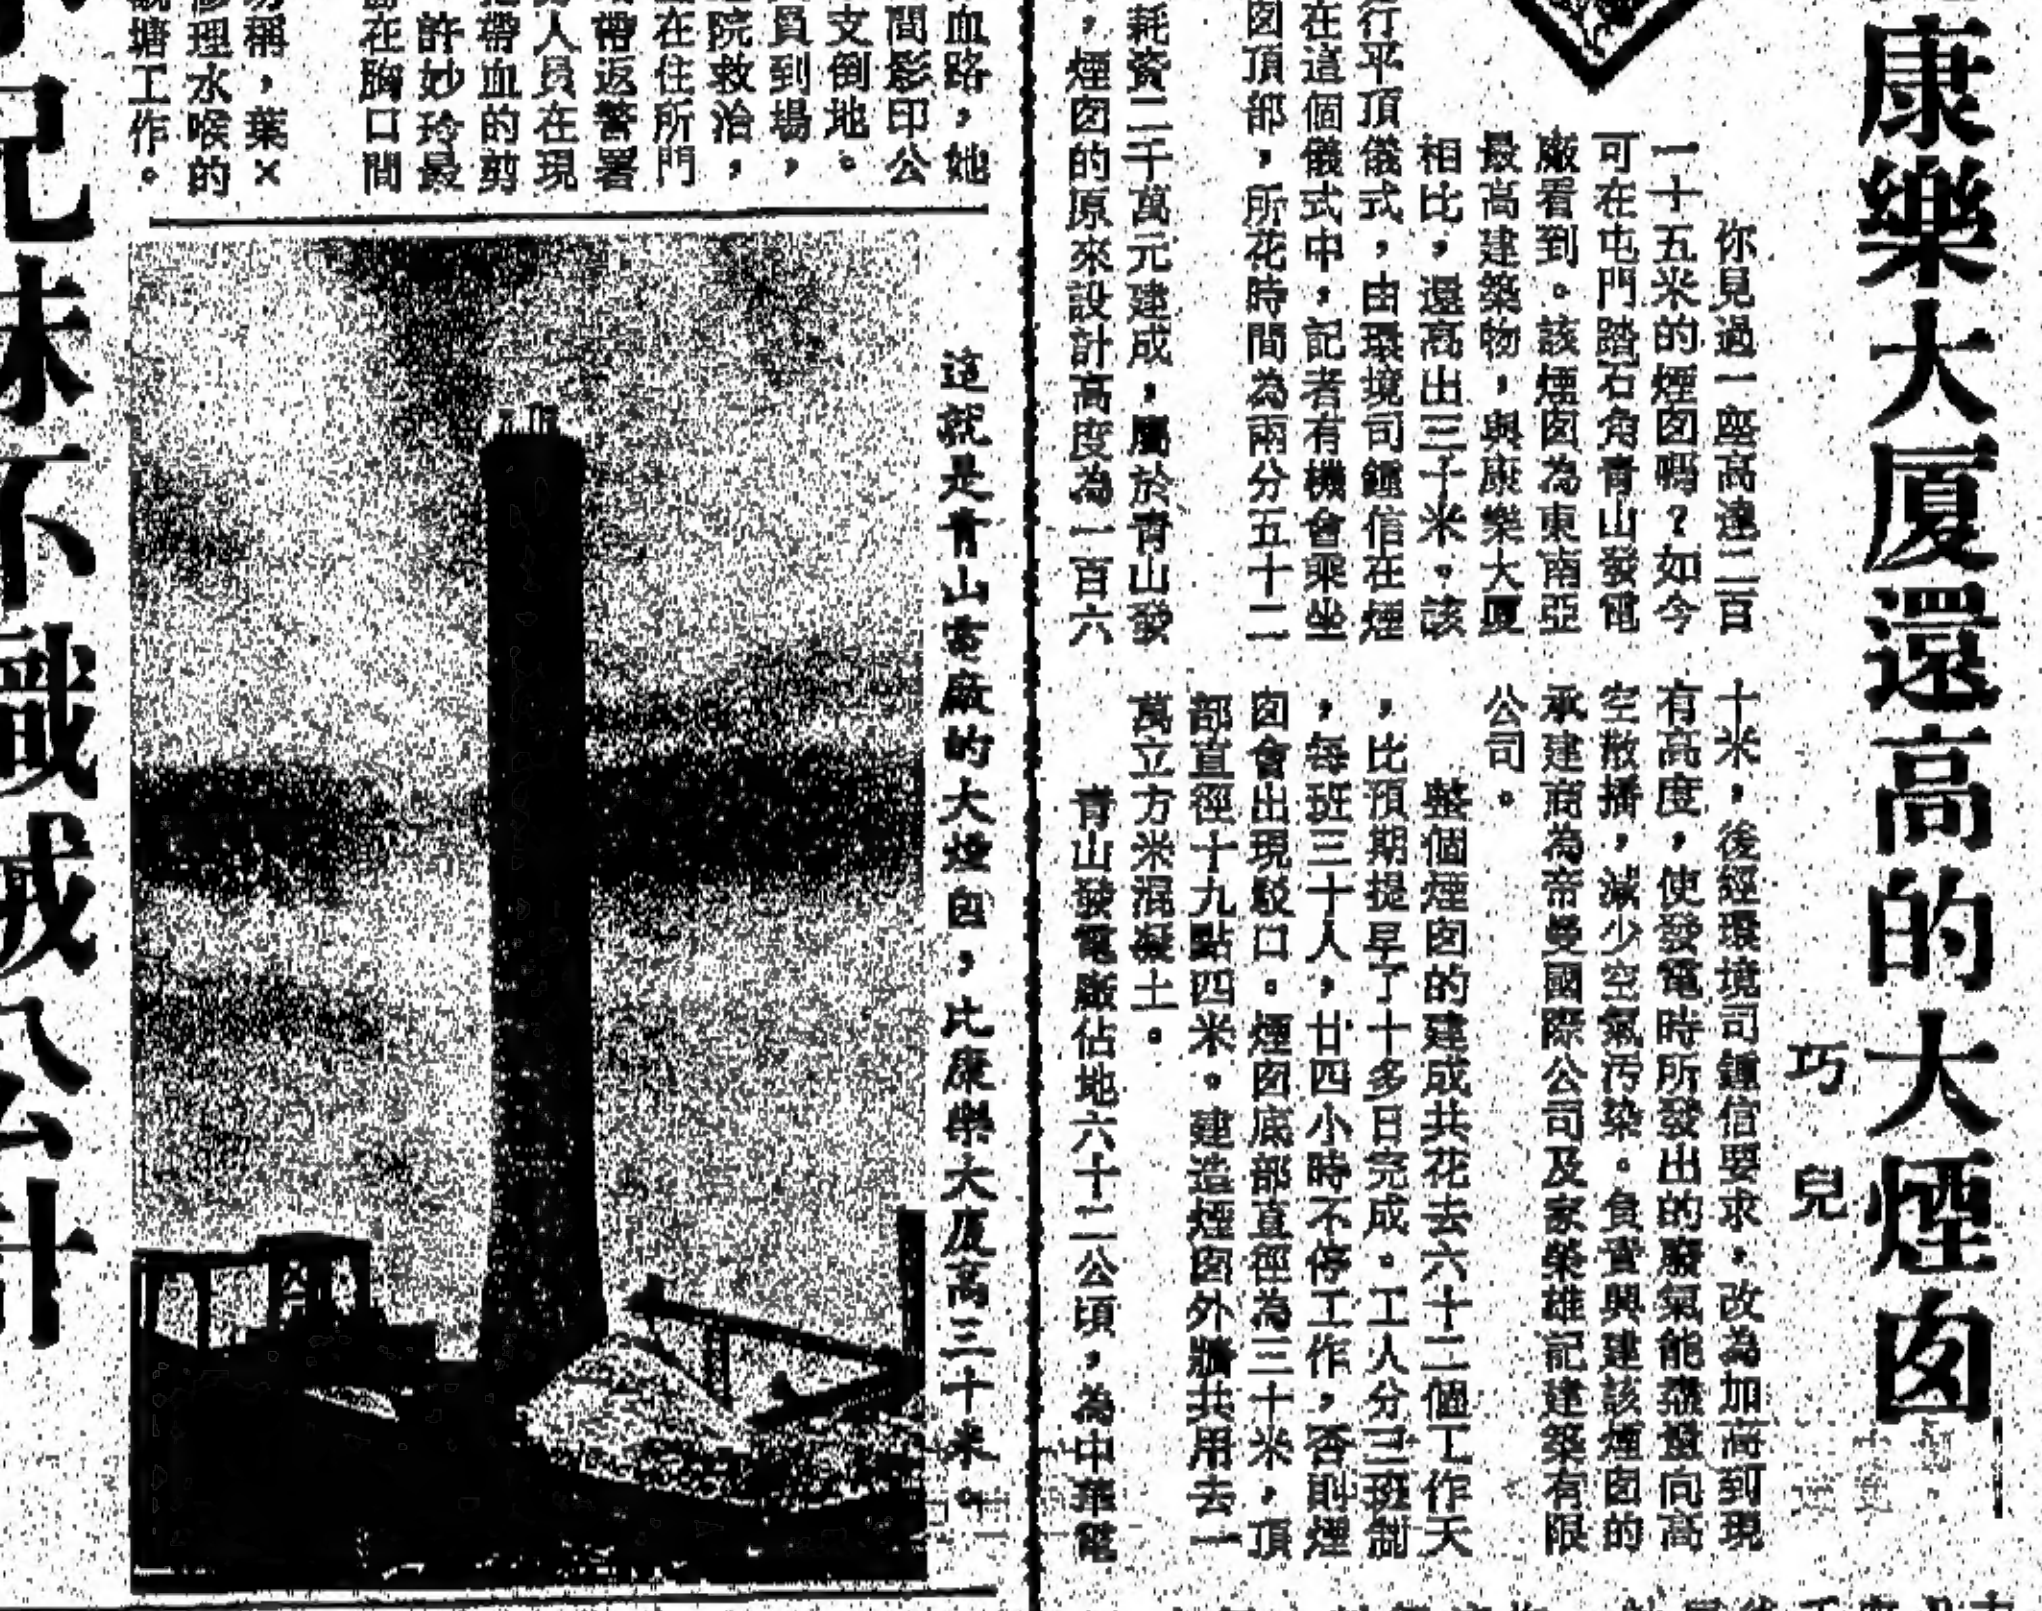 康樂大厦還高的大煙囱
巧兒
你見過一座高達二百
一十五米的煙囱嗎？如今
可在屯門踏石角青山發電
廠看到。該煙囱為東南亞
最高建築物，與康樂大厦
相比，還高出三十米。該
行平頂儀式，由環境司鍾信在煙
在這個儀式中，記者有機會乘坐
囱頂部，所花時間為兩分五十二
耗資二千萬元建成，屬於青山發
，煙囱的原來設計高度為一百六
十米，後經環境司鍾信要求，改為加高到現
有高度，使發電時所發出的廢氣能儘量向高
空散播，減少空氣污染。負責興建該煙囱的
承建商為帝曼國際公司及家榮雄記建築有限
公司。
整個煙囱的建成共花去六十二個工作天
，比預期提早了十多日完成。工人分三班制
，每班三十人，廿四小時不停工作，否則煙
囱會出現駁口。煙囱底部直徑為三十米，頂
部直徑十九點四米。建造煙囱外牆共用去一
萬立方米混凝土。
青山發電廠佔地六十二公頃，為中華電
這就是青山電廠的大煙囱，比康樂大厦高三十米。
血路，她
間影印公
支倒地。
員到場，
院救治，
在住所門
帶返警署
人員在現
帶血的剪
許妙玲最
在胸口間
稱，葉×
修理水喉的
塘工作。